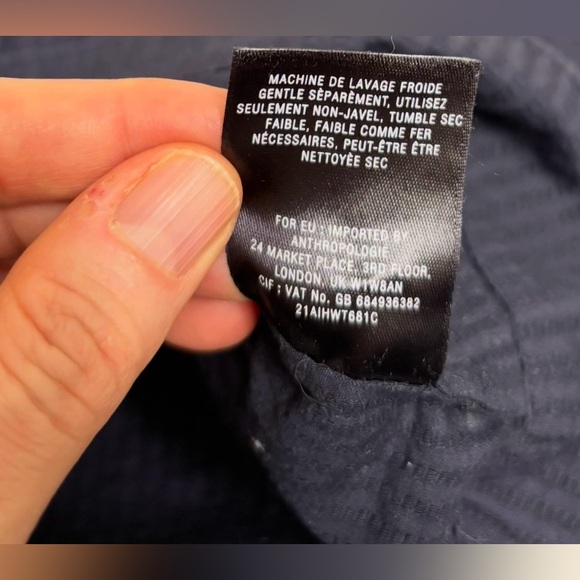 MACHINE DE LAVAGE FROIDE
GENTLE SÈPARÈMENT, UTILISEZ
SEULEMENT NON-JAVEL, TUMBLE SEC
FAIBLE, FAIBLE COMME FER
NÉCESSAIRES, PEUT-ÊTRE ÊTRE
NETTOYÉE SEC
FOR EU : IMPORTED BY
ANTHROPOLOGIE
24 MARKET PLACE, 3RD FLOOR,
LONDON, UK W1W8AN
CIF : VAT No. GB 684936382
21AIHWT681C